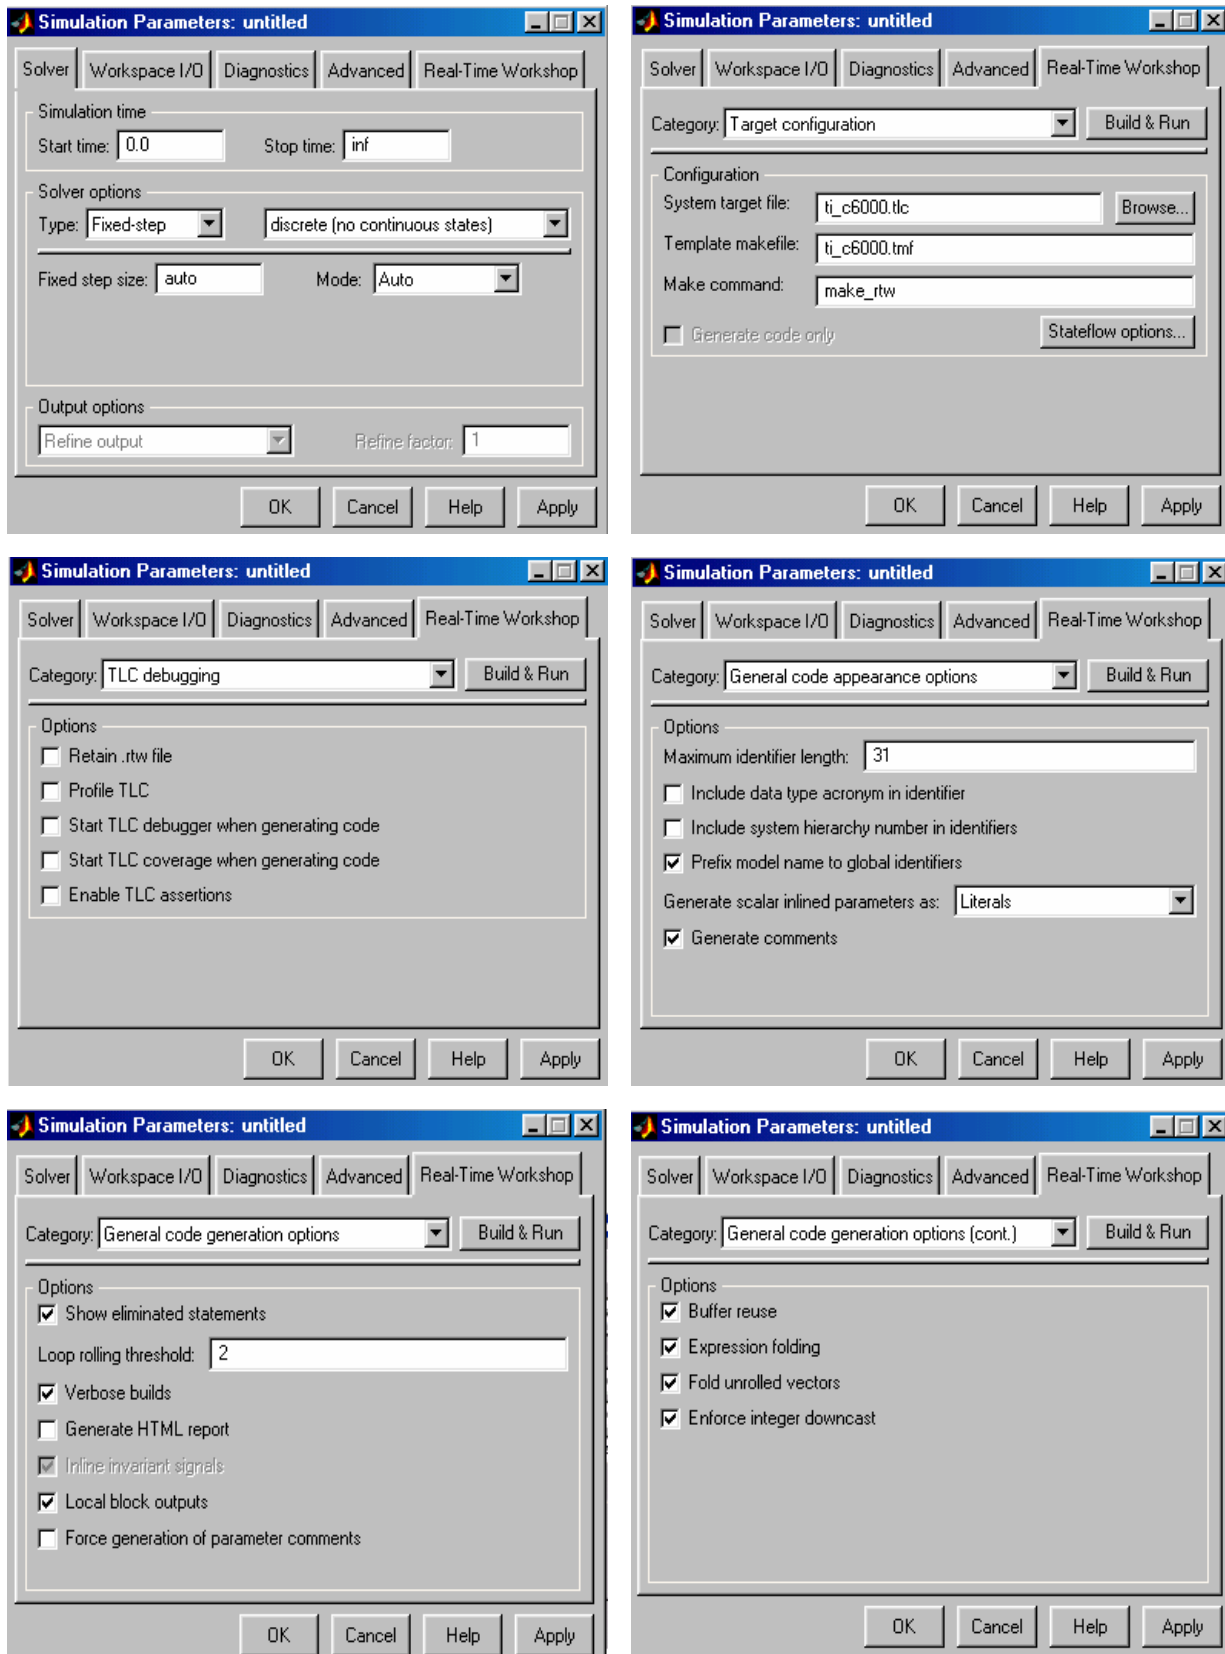 Simulation Parameters: untitled
Solver Workspace I/O Diagnostics Advanced Real-Time Workshop
Simulation time
Start time: 0.0 Stop time: inf
Solver options
Type: Fixed-step discrete (no continuous states)
Fixed step size: auto Mode: Auto
Output options
Refine output Refine factor: 1
OK Cancel Help Apply
Simulation Parameters: untitled
Solver Workspace I/O Diagnostics Advanced Real-Time Workshop
Category: Target configuration Build & Run
Configuration
System target file: ti_c6000.tlc Browse...
Template makefile: ti_c6000.tmf
Make command: make_rtw
Generate code only Stateflow options...
OK Cancel Help Apply
Simulation Parameters: untitled
Solver Workspace I/O Diagnostics Advanced Real-Time Workshop
Category: TLC debugging Build & Run
Options
Retain .rtw file
Profile TLC
Start TLC debugger when generating code
Start TLC coverage when generating code
Enable TLC assertions
OK Cancel Help Apply
Simulation Parameters: untitled
Solver Workspace I/O Diagnostics Advanced Real-Time Workshop
Category: General code appearance options Build & Run
Options
Maximum identifier length: 31
Include data type acronym in identifier
Include system hierarchy number in identifiers
Prefix model name to global identifiers
Generate scalar inlined parameters as: Literals
Generate comments
OK Cancel Help Apply
Simulation Parameters: untitled
Solver Workspace I/O Diagnostics Advanced Real-Time Workshop
Category: General code generation options Build & Run
Options
Show eliminated statements
Loop rolling threshold: 2
Verbose builds
Generate HTML report
Inline invariant signals
Local block outputs
Force generation of parameter comments
OK Cancel Help Apply
Simulation Parameters: untitled
Solver Workspace I/O Diagnostics Advanced Real-Time Workshop
Category: General code generation options (cont.) Build & Run
Options
Buffer reuse
Expression folding
Fold unrolled vectors
Enforce integer downcast
OK Cancel Help Apply